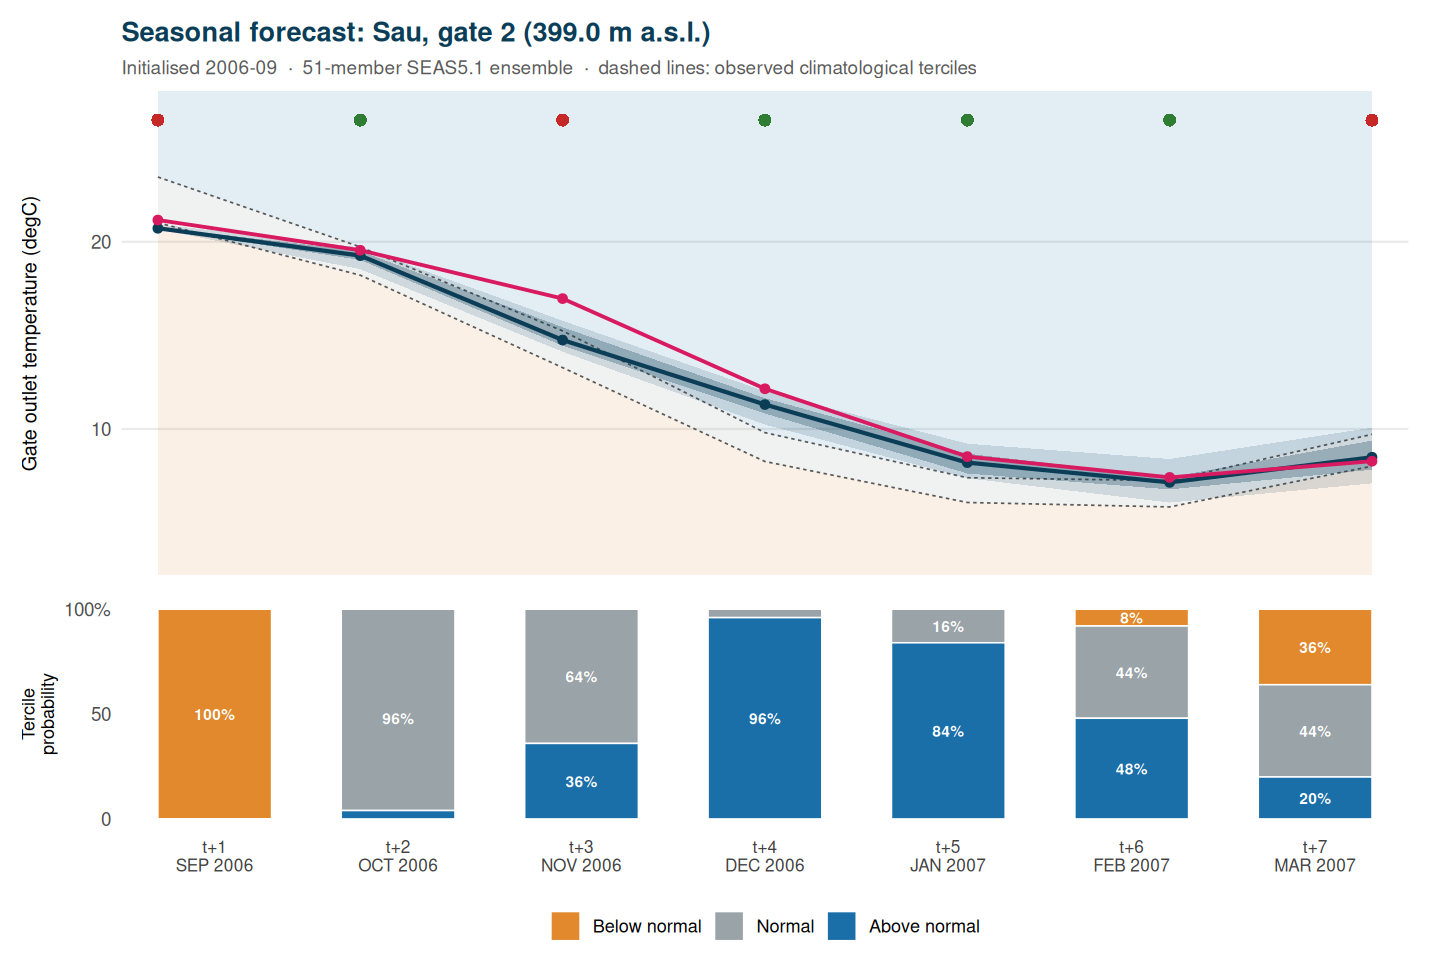 Seasonal forecast: Sau, gate 2 (399.0 m a.s.l.)
Initialised 2006-09 · 51-member SEAS5.1 ensemble · dashed lines: observed climatological terciles
Gate outlet temperature (degC)
20
10
Tercile
probability
100%
50
0
100%
96%
64%
36%
96%
16%
84%
8%
44%
48%
36%
44%
20%
t+1
SEP 2006
t+2
OCT 2006
t+3
NOV 2006
t+4
DEC 2006
t+5
JAN 2007
t+6
FEB 2007
t+7
MAR 2007
Below normal
Normal
Above normal